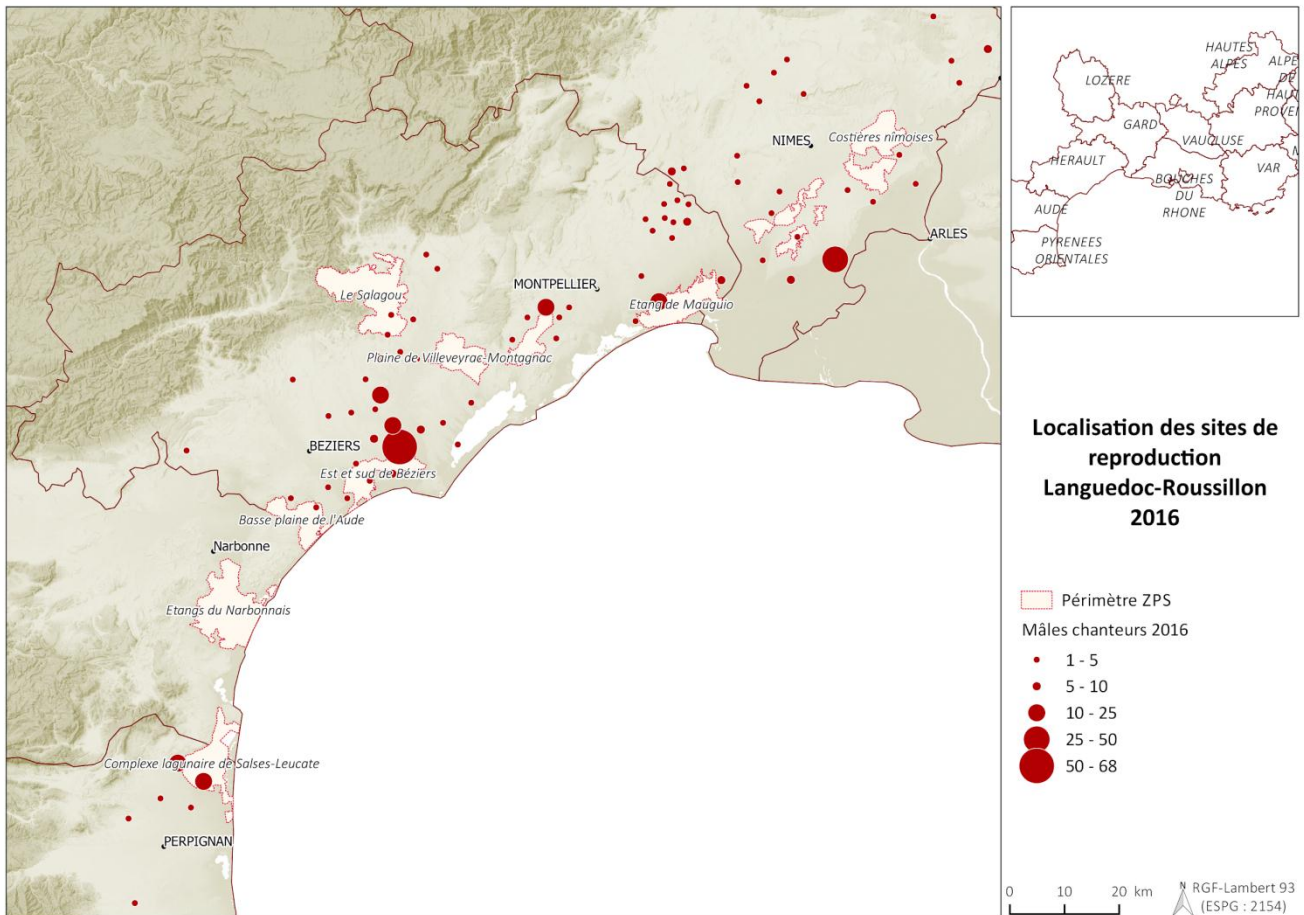 NIMES
Costières nîmoises
ARLES
MONTPELLIER
Le Salagou
Etang de Mauguio
Plaine de Villeveyrac-Montagnac
BEZIERS
Est et sud de Béziers
Basse plaine de l'Aude
Narbonne
Etangs du Narbonnais
Complexe lagunaire de Salses-Leucate
PERPIGNAN
HAUTES
ALPES
ALPE
DE
HAUT
PROVEN
LOZERE
GARD
VAUCLUSE
HERAULT
VAR
BOUCHES
DU
RHONE
AUDE
PYRENEES
ORIENTALES
Localisation des sites de
reproduction
Languedoc-Roussillon
2016
Périmètre ZPS
Mâles chanteurs 2016
1 - 5
5 - 10
10 - 25
25 - 50
50 - 68
0 10 20 km
N
RGF-Lambert 93
(ESPG : 2154)